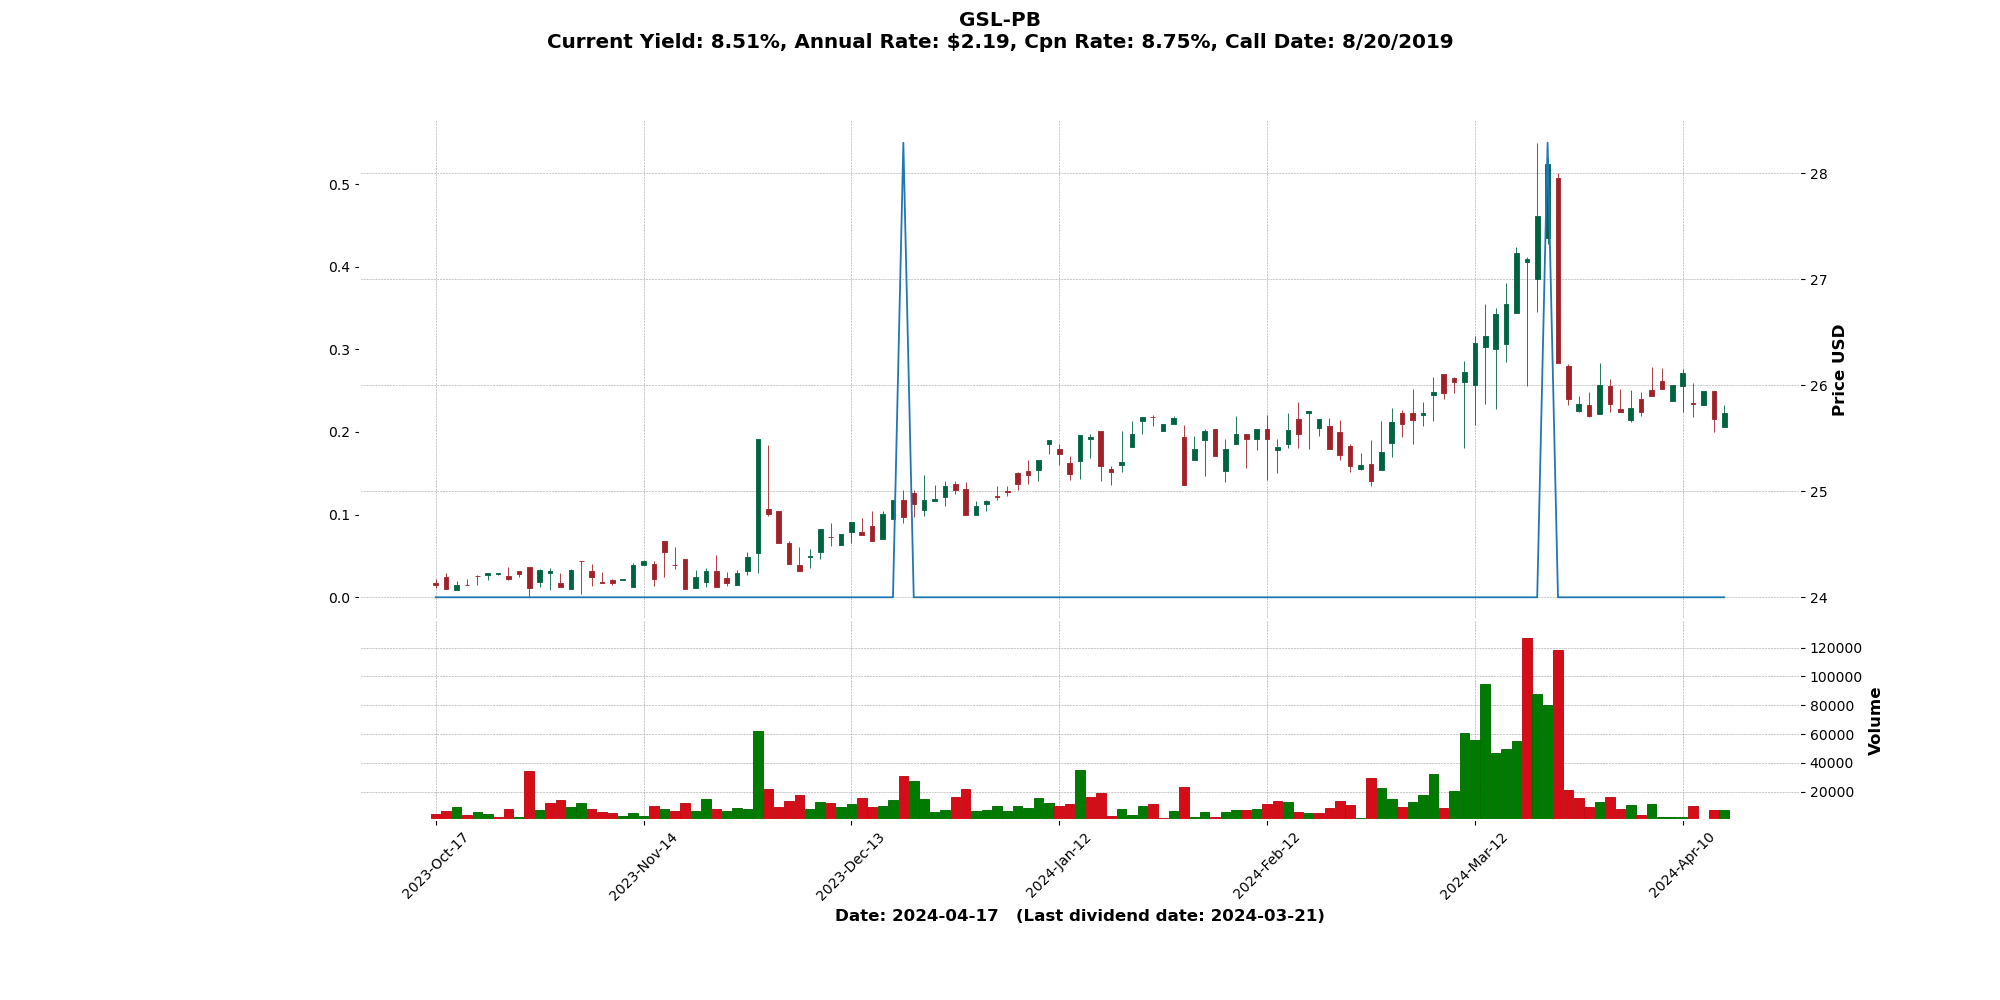 GSL-PB
Current Yield: 8.51%, Annual Rate: $2.19, Cpn Rate: 8.75%, Call Date: 8/20/2019
0.5
0.4
0.3
0.2
0.1
0.0
28
27
26
25
24
Price USD
120000
100000
80000
60000
40000
20000
Volume
2023-Oct-17
2023-Nov-14
2023-Dec-13
2024-Jan-12
2024-Feb-12
2024-Mar-12
2024-Apr-10
Date: 2024-04-17 (Last dividend date: 2024-03-21)